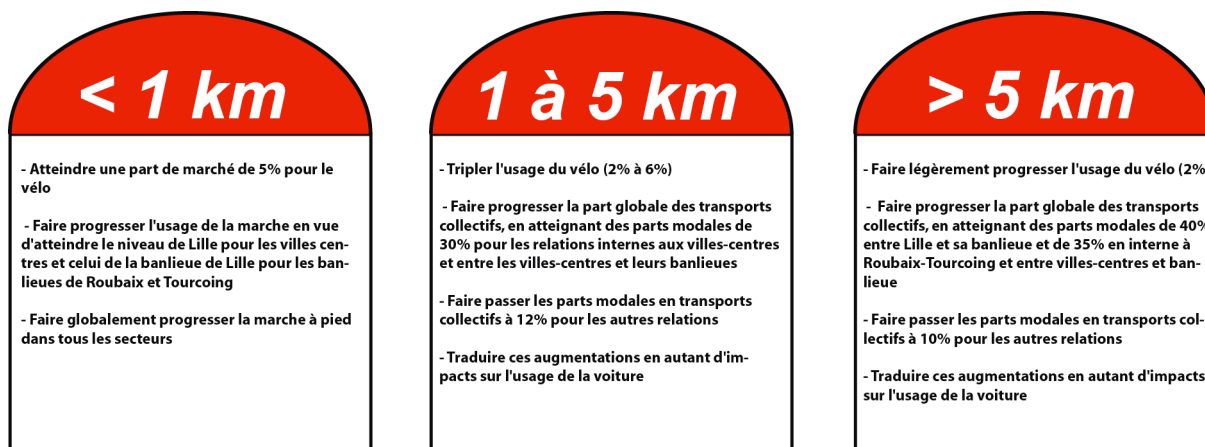 < 1 km
- Atteindre une part de marché de 5% pour le
vélo
- Faire progresser l'usage de la marche en vue
d'atteindre le niveau de Lille pour les villes cen-
tres et celui de la banlieue de Lille pour les ban-
lieues de Roubaix et Tourcoing
- Faire globalement progresser la marche à pied
dans tous les secteurs
1 à 5 km
- Tripler l'usage du vélo (2% à 6%)
- Faire progresser la part globale des transports
collectifs, en atteignant des parts modales de
30% pour les relations internes aux villes-centres
et entre les villes-centres et leurs banlieues
- Faire passer les parts modales en transports
collectifs à 12% pour les autres relations
- Traduire ces augmentations en autant d'im-
pacts sur l'usage de la voiture
> 5 km
- Faire légèrement progresser l'usage du vélo (2%
- Faire progresser la part globale des transports
collectifs, en atteignant des parts modales de 40%
entre Lille et sa banlieue et de 35% en interne à
Roubaix-Tourcoing et entre villes-centres et ban-
lieue
- Faire passer les parts modales en transports col-
lectifs à 10% pour les autres relations
- Traduire ces augmentations en autant d'impacts
sur l'usage de la voiture